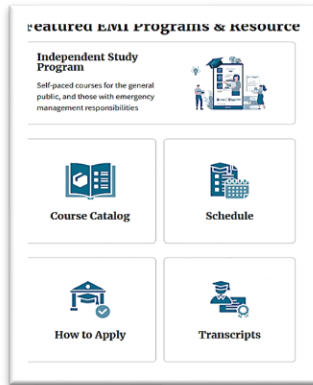 Featured EMI Programs & Resource
Independent Study
Program
Self-paced courses for the general
public, and those with emergency
management responsibilities
Course Catalog
Schedule
How to Apply
Transcripts